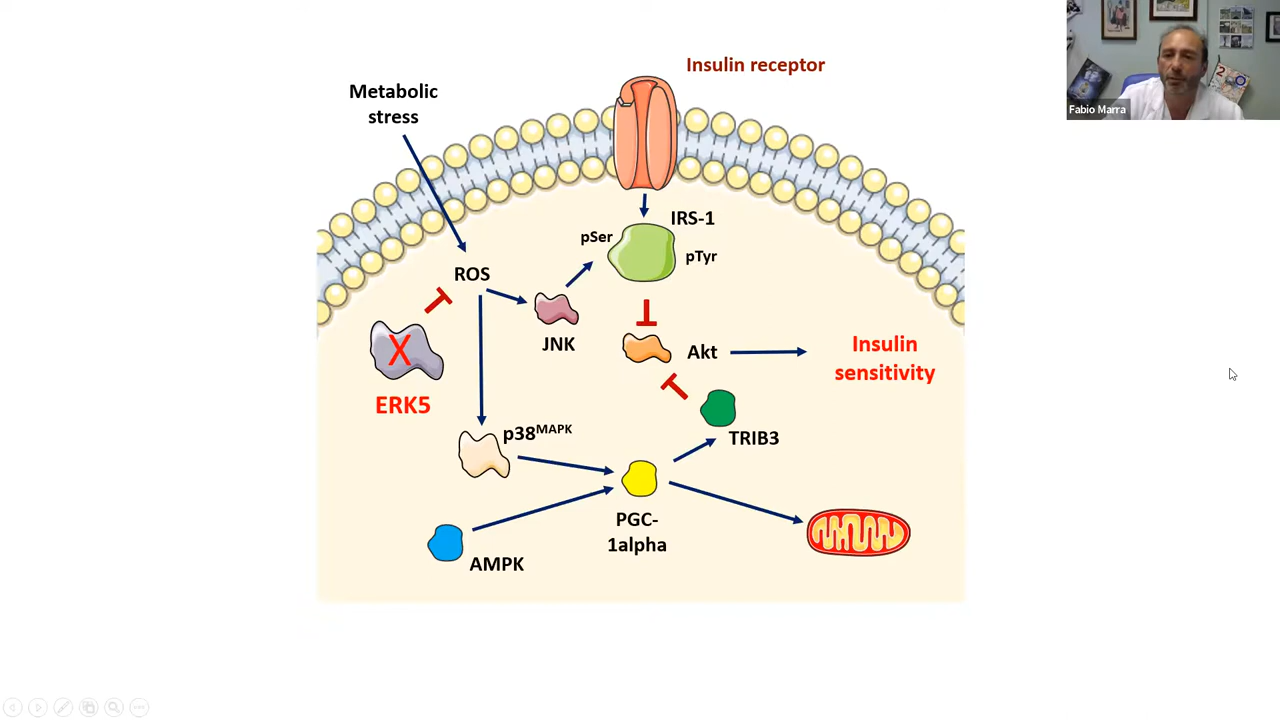 Insulin receptor
Metabolic
stress
Fabio Marra
IRS-1
pSer
pTyr
ROS
JNK
Akt
Insulin
sensitivity
X
ERK5
p38MAPK
TRIB3
PGC-
1alpha
AMPK